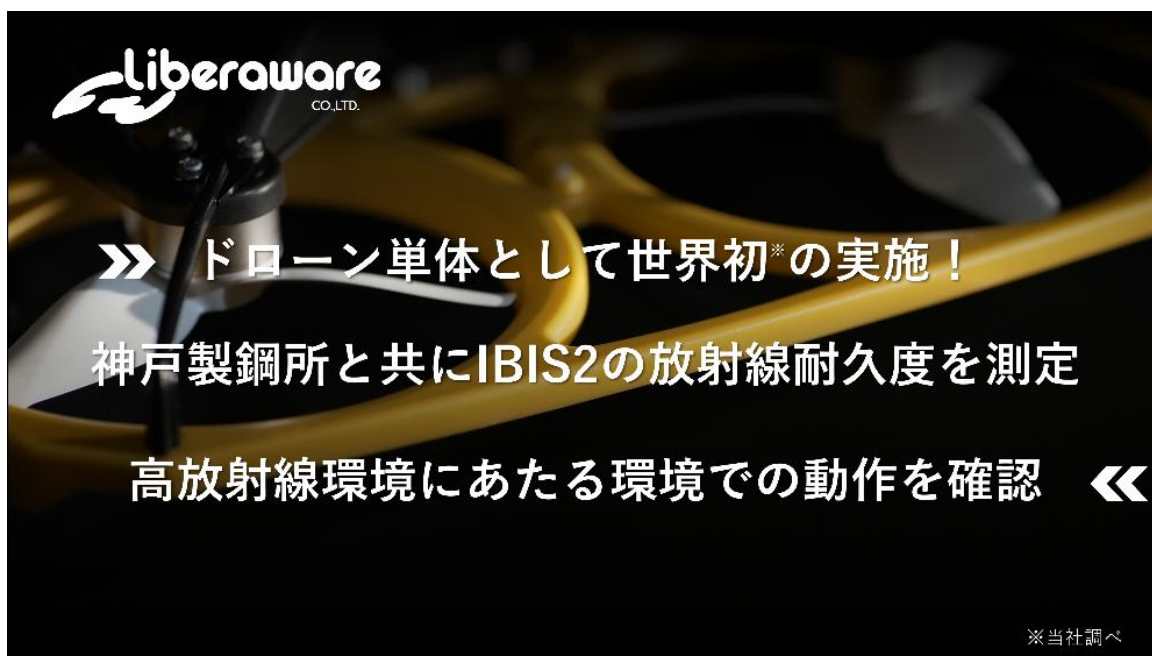 Liberaware
CO.,LTD.
ドローン単体として世界初※の実施！
神戸製鋼所と共にIBIS2の放射線耐久度を測定
高放射線環境にあたる環境での動作を確認
※当社調べ